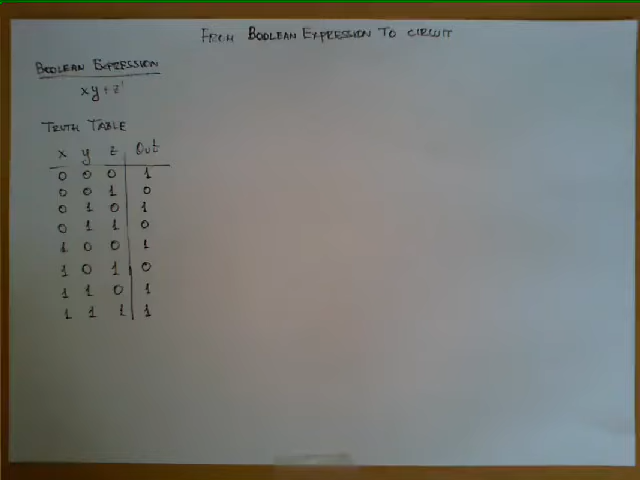 FROM BOOLEAN EXPRESSION TO CIRCUIT
BOOLEAN EXPRESSION
xy+z'
TRUTH TABLE
x y z Out
0 0 0 1
0 0 1 0
0 1 0 1
0 1 1 0
1 0 0 1
1 0 1 0
1 1 0 1
1 1 1 1